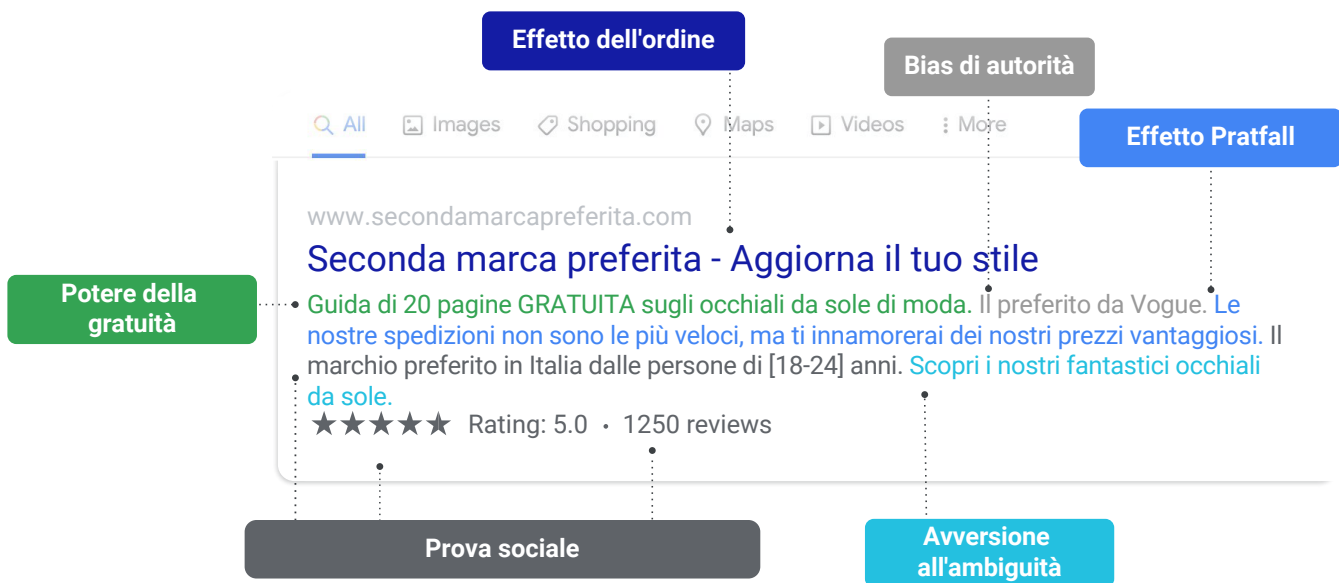 Effetto dell'ordine
Bias di autorità
All Images Shopping Maps Videos More
Effetto Pratfall
www.secondamarcapreferita.com
Seconda marca preferita - Aggiorna il tuo stile
Potere della
gratuità
Guida di 20 pagine GRATUITA sugli occhiali da sole di moda. Il preferito da Vogue. Le
nostre spedizioni non sono le più veloci, ma ti innamorerai dei nostri prezzi vantaggiosi. Il
marchio preferito in Italia dalle persone di [18-24] anni. Scopri i nostri fantastici occhiali
da sole.
Rating: 5.0 · 1250 reviews
Prova sociale
Avversione
all'ambiguità